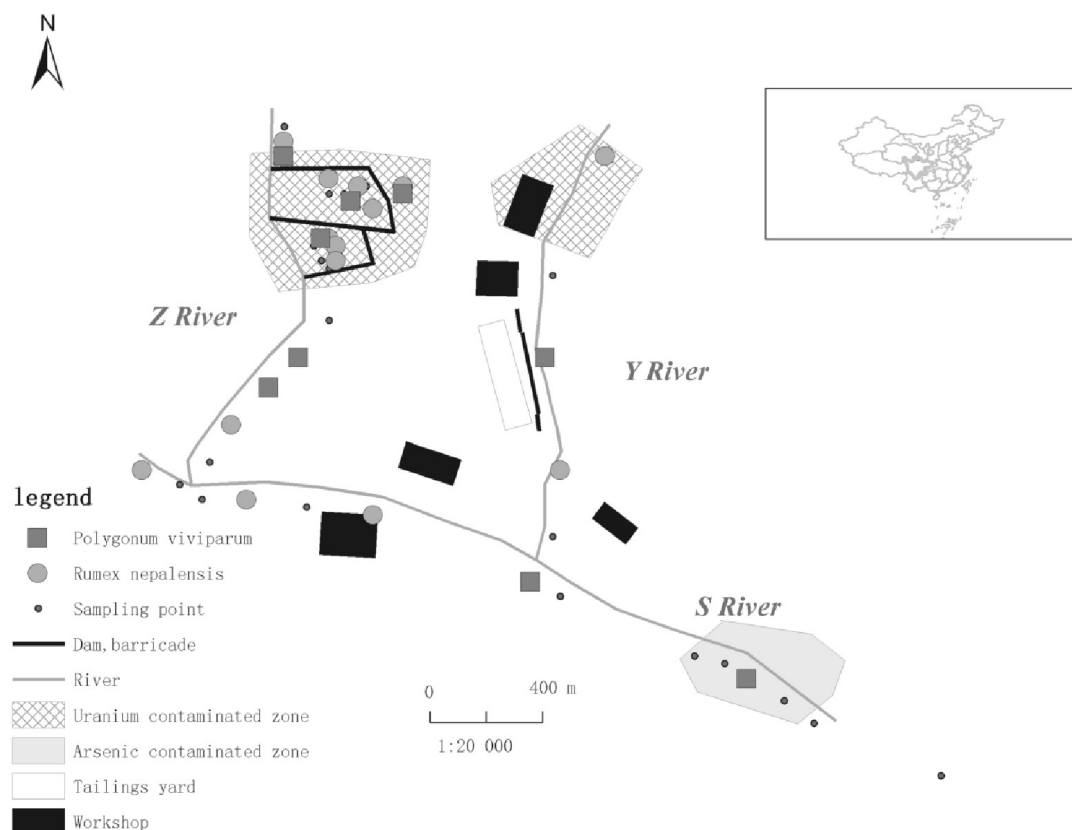 N
Z River
Y River
S River
legend
Polygonum viviparum
Rumex nepalensis
Sampling point
Dam,barricade
River
Uranium contaminated zone
Arsenic contaminated zone
Tailings yard
Workshop
0 400 m
1:20 000